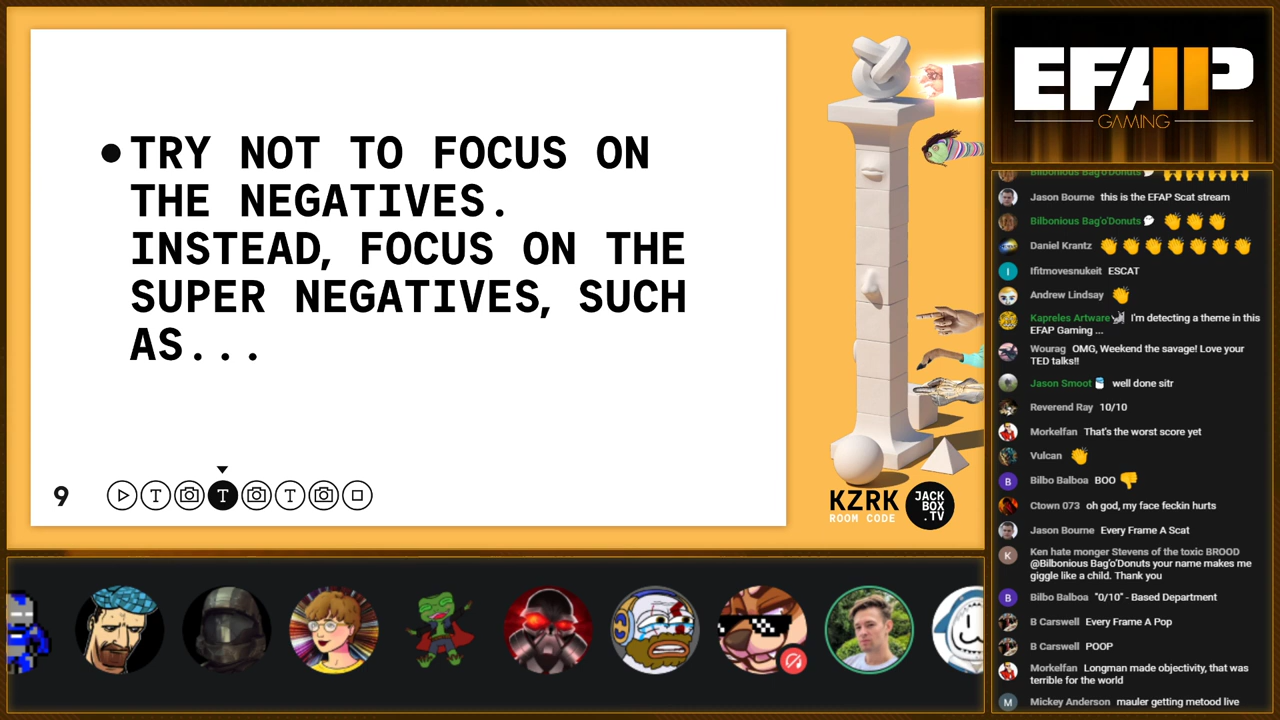 ●TRY NOT TO FOCUS ON
THE NEGATIVES.
INSTEAD, FOCUS ON THE
SUPER NEGATIVES, SUCH
AS...
9
T
T
T
KZRK
ROOM CODE
JACK
BOX
.TV
EFAP
GAMING
Bilbonious Bag'o'Donuts
Jason Bourne this is the EFAP Scat stream
Bilbonious Bag'o'Donuts 👏👏👏
Daniel Krantz 👏👏👏👏👏👏👏
I
Ifitmovesnukeit ESCAT
Andrew Lindsay 👏
Kapreles Artware I'm detecting a theme in this
EFAP Gaming ...
Wourag OMG, Weekend the savage! Love your
TED talks!!
Jason Smoot well done sitr
Reverend Ray 10/10
Morkelfan That's the worst score yet
Vulcan 👏
B
Bilbo Balboa BOO 👎
Ctown 073 oh god, my face feckin hurts
Jason Bourne Every Frame A Scat
K
Ken hate monger Stevens of the toxic BROOD
@Bilbonious Bag'o'Donuts your name makes me
giggle like a child. Thank you
B
Bilbo Balboa "0/10" - Based Department
B Carswell Every Frame A Pop
B Carswell POOP
Morkelfan Longman made objectivity, that was
terrible for the world
M
Mickey Anderson mauler getting metood live